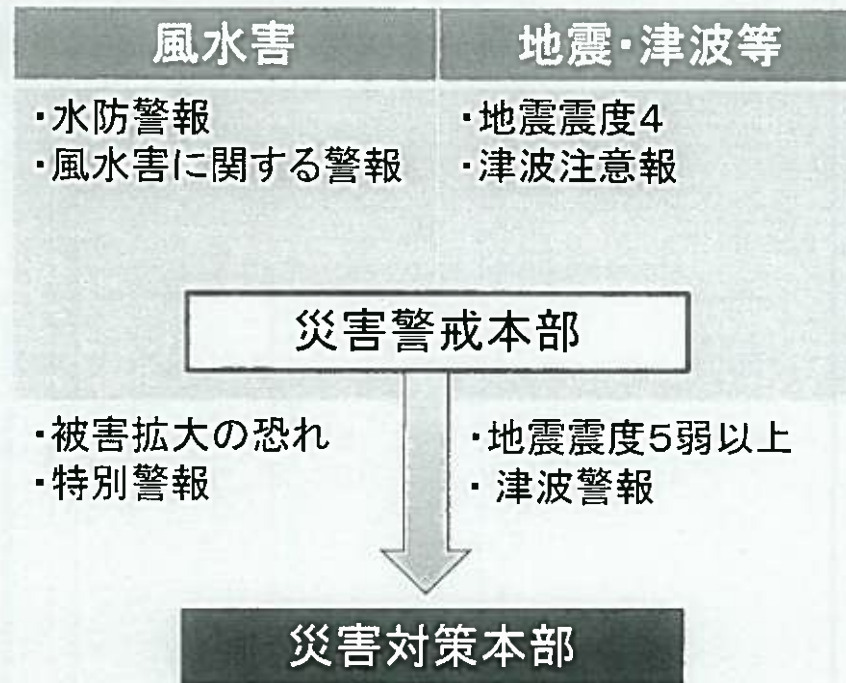 風水害
地震・津波等
・水防警報
・風水害に関する警報
・地震震度4
・津波注意報
災害警戒本部
・被害拡大の恐れ
・特別警報
・地震震度5弱以上
・津波警報
災害対策本部